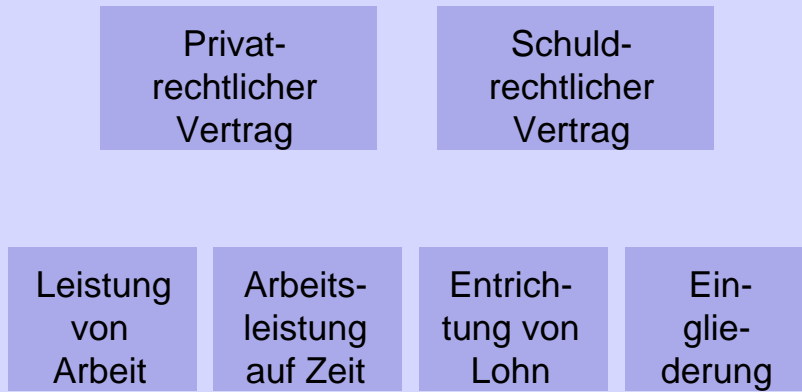 Privat-
rechtlicher
Vertrag
Schuld-
rechtlicher
Vertrag
Leistung
von
Arbeit
Arbeits-
leistung
auf Zeit
Entrich-
tung von
Lohn
Ein-
glie-
derung